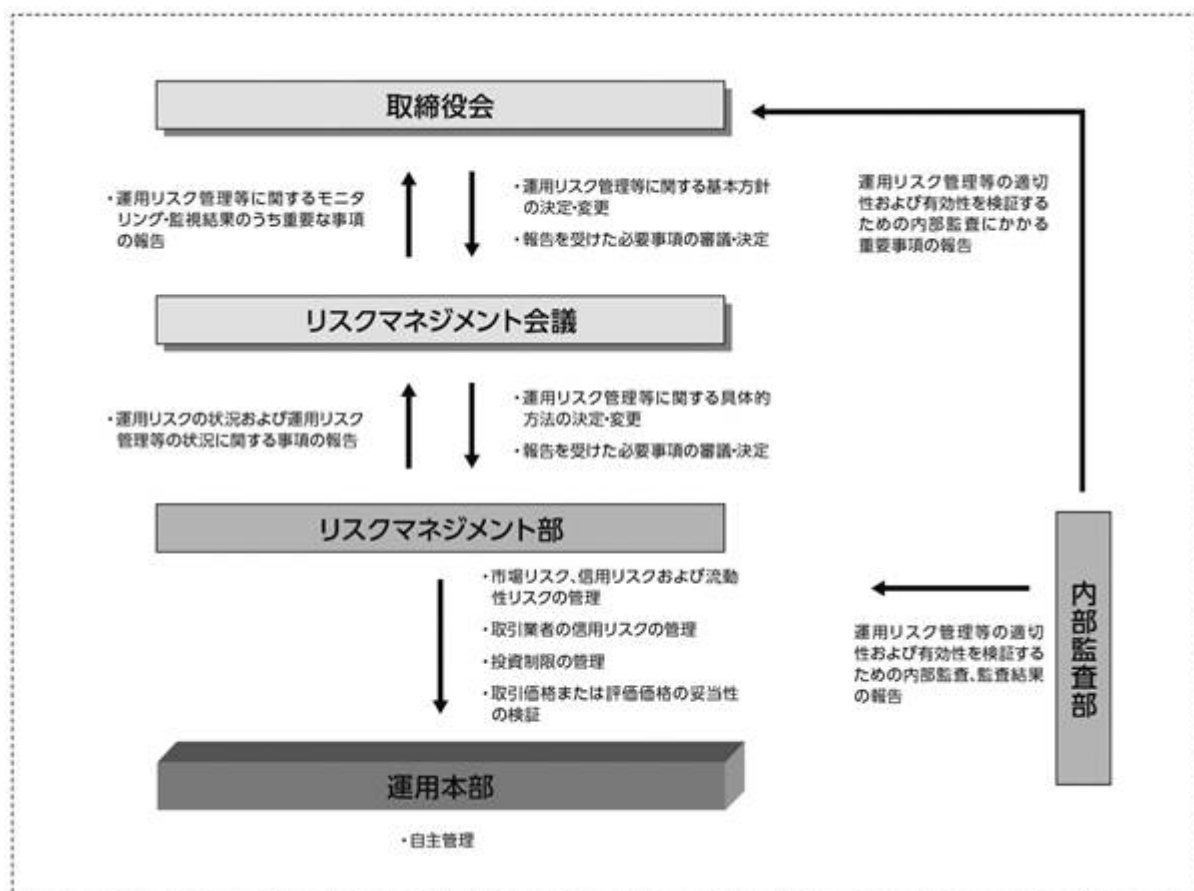 取締役会
・運用リスク管理等に関するモニタ
リング・監視結果のうち重要な事項
の報告
・運用リスク管理等に関する基本方針
の決定・変更
・報告を受けた必要事項の審議・決定
運用リスク管理等の適切
性および有効性を検証する
ための内部監査にかかる
重要事項の報告
リスクマネジメント会議
・運用リスクの状況および運用リスク
管理等の状況に関する事項の報告
・運用リスク管理等に関する具体的
方法の決定・変更
・報告を受けた必要事項の審議・決定
リスクマネジメント部
・市場リスク、信用リスクおよび流動
性リスクの管理
・取引業者の信用リスクの管理
・投資制限の管理
・取引価格または評価価格の妥当性
の検証
運用リスク管理等の適切
性および有効性を検証する
ための内部監査、監査結果
の報告
内部監査部
運用本部
・自主管理